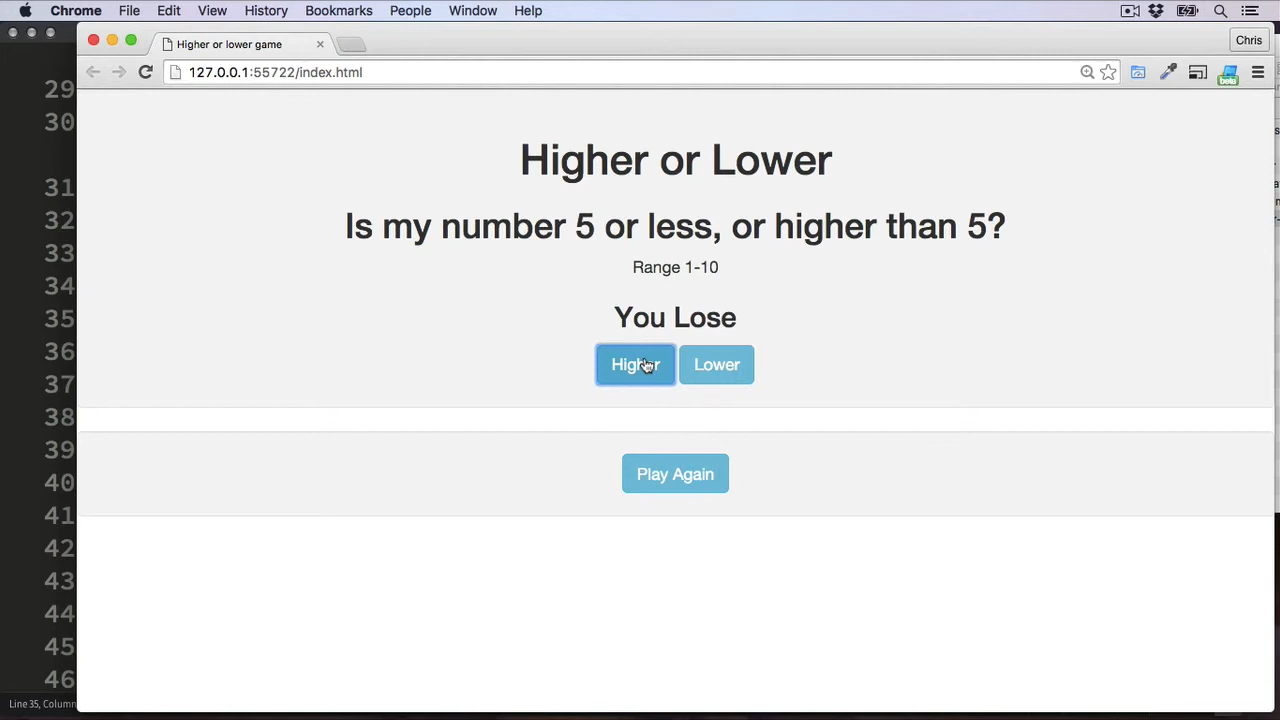 Chrome File Edit View History Bookmarks People Window Help
Higher or lower game
Chris
127.0.0.1:55722/index.html
beta
29
30
31
32
33
34
35
36
37
38
39
40
41
42
43
44
45
46
Higher or Lower
Is my number 5 or less, or higher than 5?
Range 1-10
You Lose
Higher Lower
Play Again
Line 35, Column